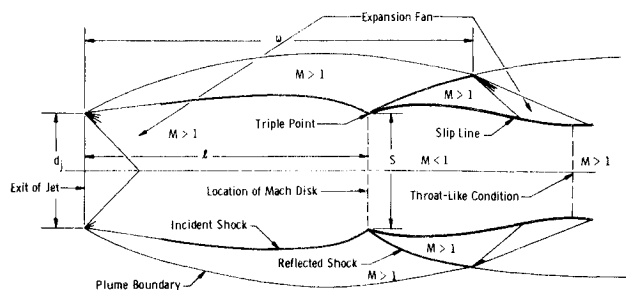 Expansion Fan
ω
M > 1
M > 1
M > 1
Triple Point
Slip Line
dj
ℓ
S
M < 1
M > 1
Exit of Jet
Location of Mach Disk
Throat-Like Condition
Incident Shock
M > 1
Reflected Shock
M > 1
Plume Boundary